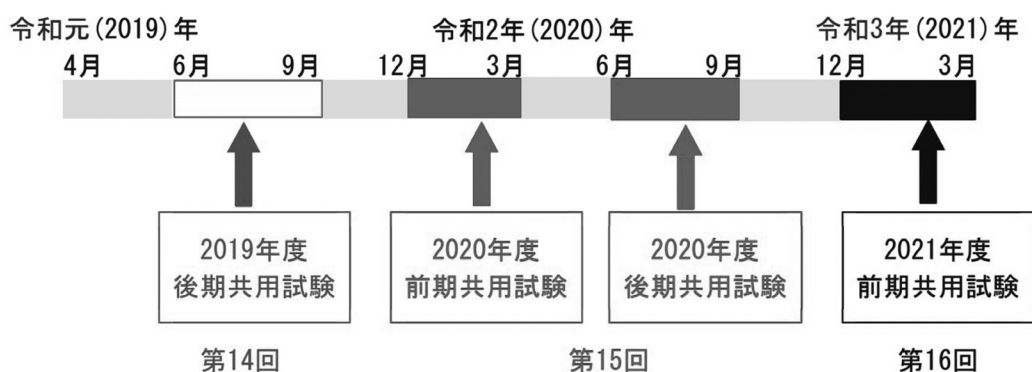 令和元(2019)年 令和2年(2020)年 令和3年(2021)年
4月 6月 9月 12月 3月 6月 9月 12月 3月
2019年度 2020年度 2020年度 2021年度
後期共用試験 前期共用試験 後期共用試験 前期共用試験
第14回 第15回 第16回